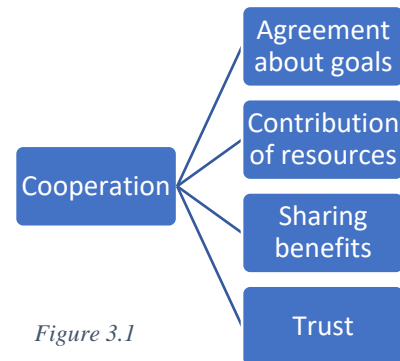 Agreement
about goals
Contribution
of resources
Cooperation
Sharing
benefits
Trust
Figure 3.1